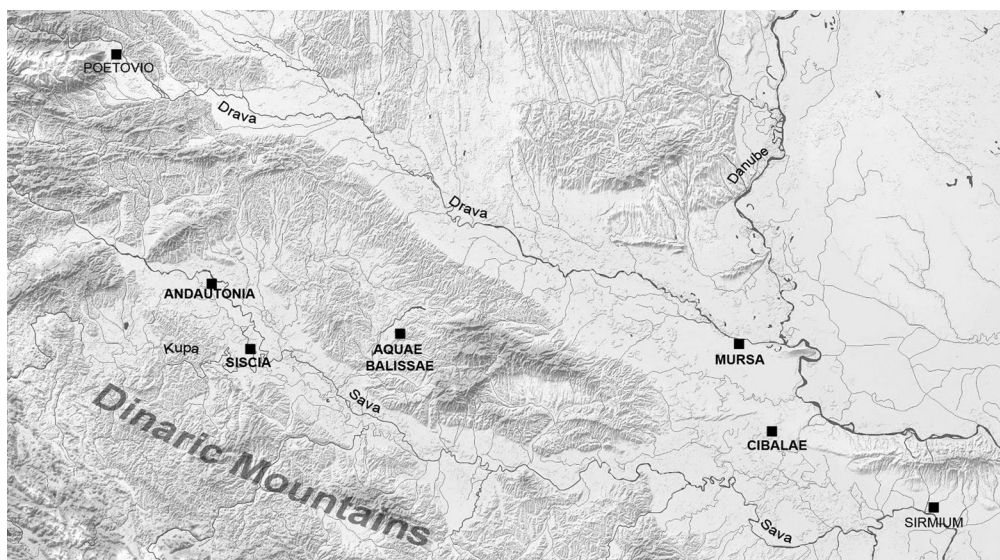 POETOVIO
Drava
Danube
Drava
ANDAUTONIA
Kupa
SISCIA
AQUAE
BALISSAE
MURSA
Sava
Dinaric Mountains
CIBALAE
SIRMIUM
Sava